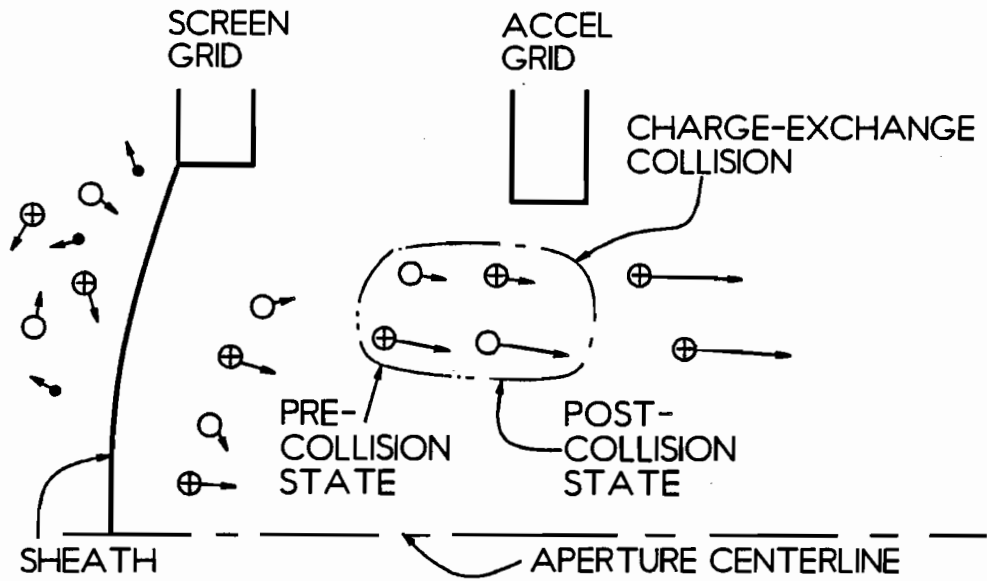 SCREEN
GRID
ACCEL
GRID
CHARGE-EXCHANGE
COLLISION
PRE-
COLLISION
STATE
POST-
COLLISION
STATE
SHEATH
APERTURE CENTERLINE